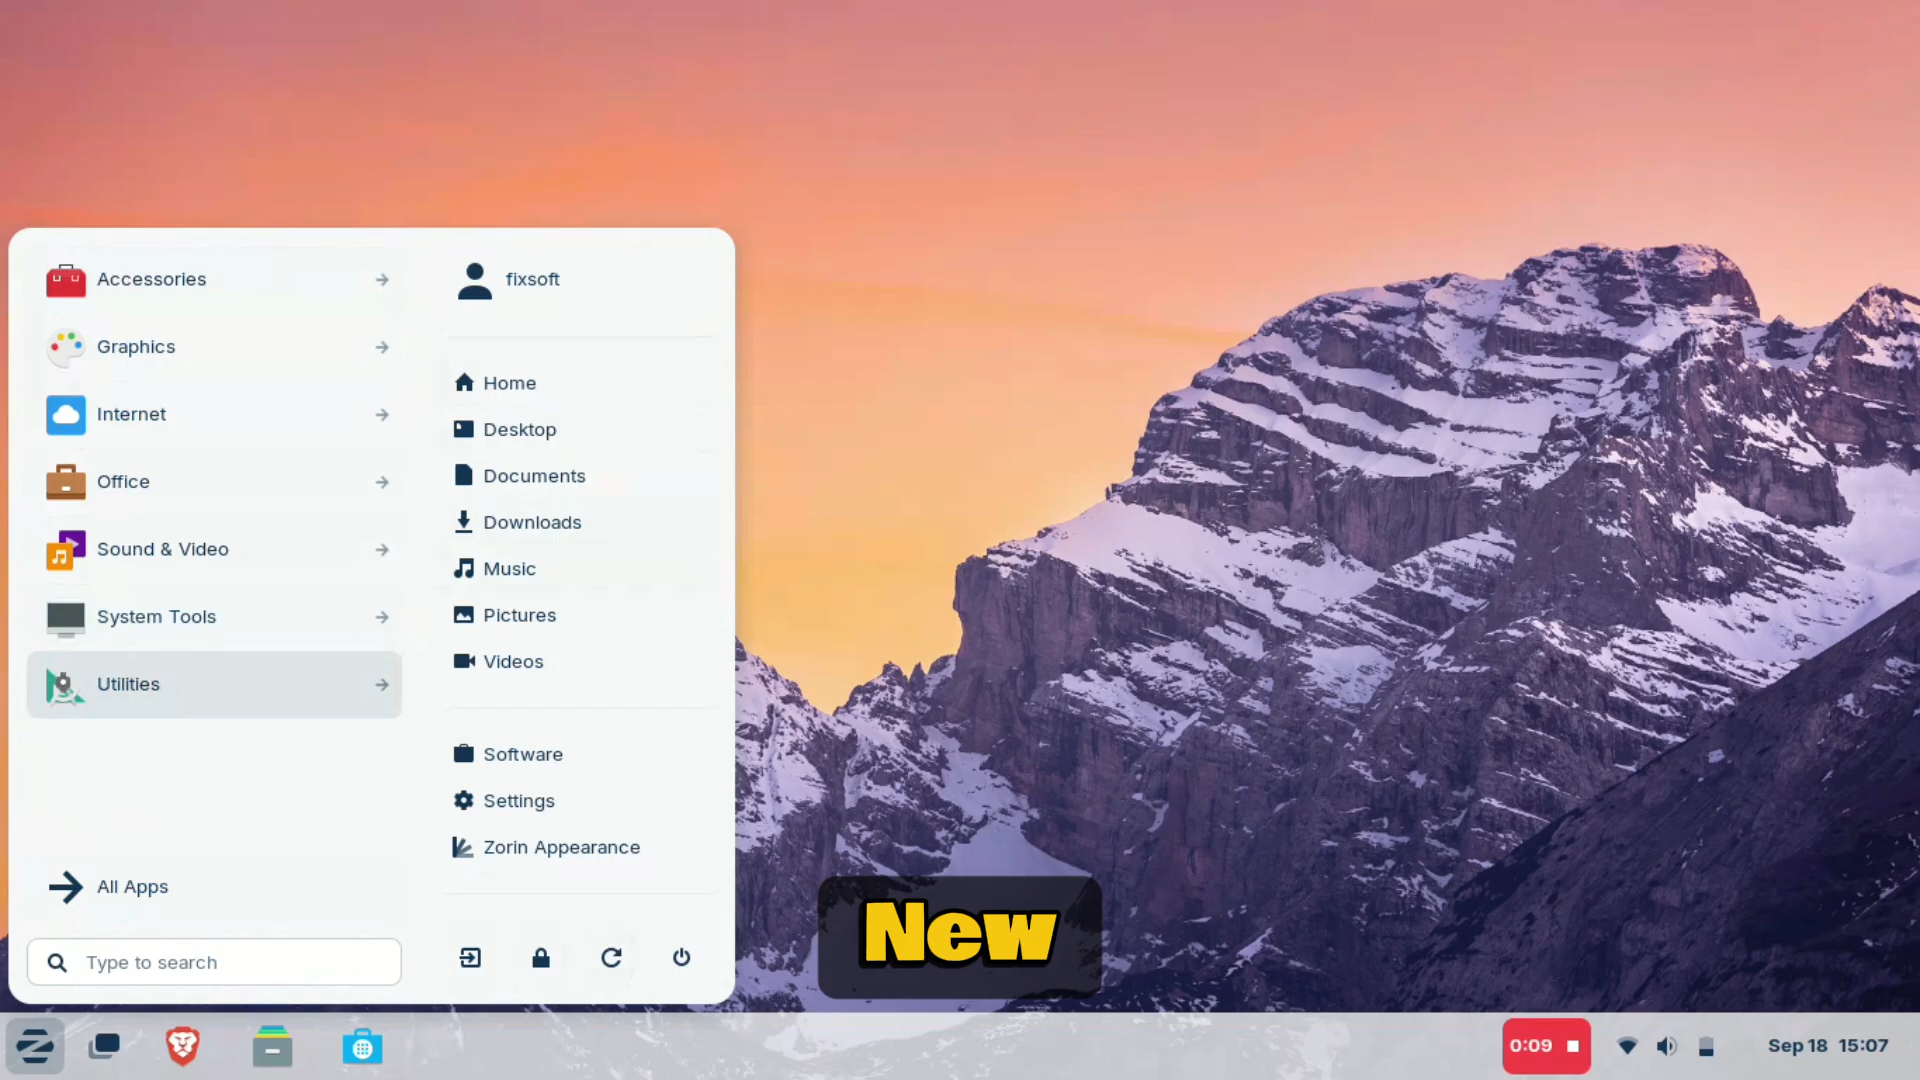 Accessories
Graphics
Internet
Office
Sound & Video
System Tools
Utilities
All Apps
Type to search
fixsoft
Home
Desktop
Documents
Downloads
Music
Pictures
Videos
Software
Settings
Zorin Appearance
New
0:09
Sep 18 15:07